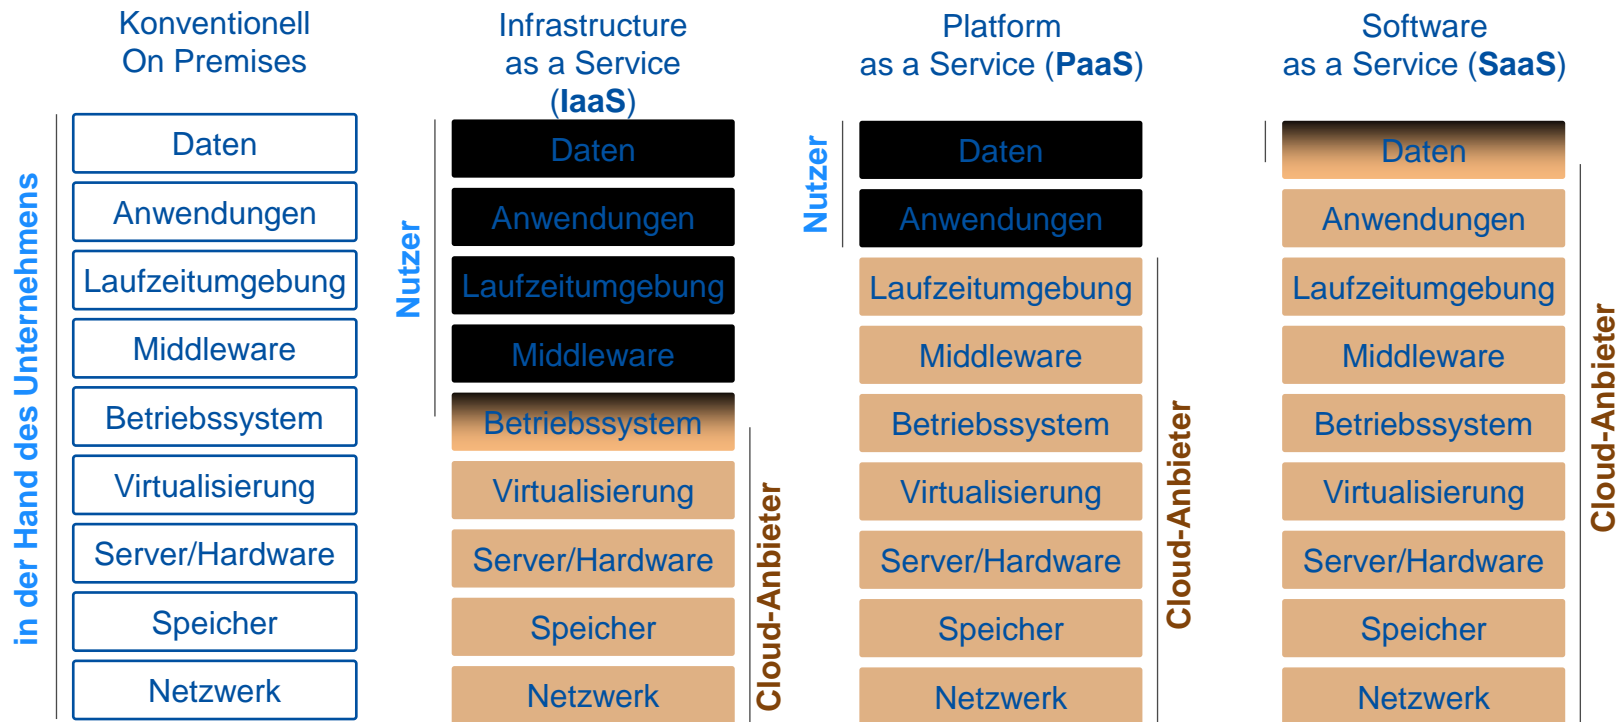 Konventionell
On Premises
in der Hand des Unternehmens
Daten
Anwendungen
Laufzeitumgebung
Middleware
Betriebssystem
Virtualisierung
Server/Hardware
Speicher
Netzwerk
Infrastructure
as a Service
(IaaS)
Nutzer
Daten
Anwendungen
Laufzeitumgebung
Middleware
Betriebssystem
Virtualisierung
Server/Hardware
Speicher
Netzwerk
Cloud-Anbieter
Platform
as a Service (PaaS)
Nutzer
Daten
Anwendungen
Laufzeitumgebung
Middleware
Betriebssystem
Virtualisierung
Server/Hardware
Speicher
Netzwerk
Cloud-Anbieter
Software
as a Service (SaaS)
Daten
Anwendungen
Laufzeitumgebung
Middleware
Betriebssystem
Virtualisierung
Server/Hardware
Speicher
Netzwerk
Cloud-Anbieter